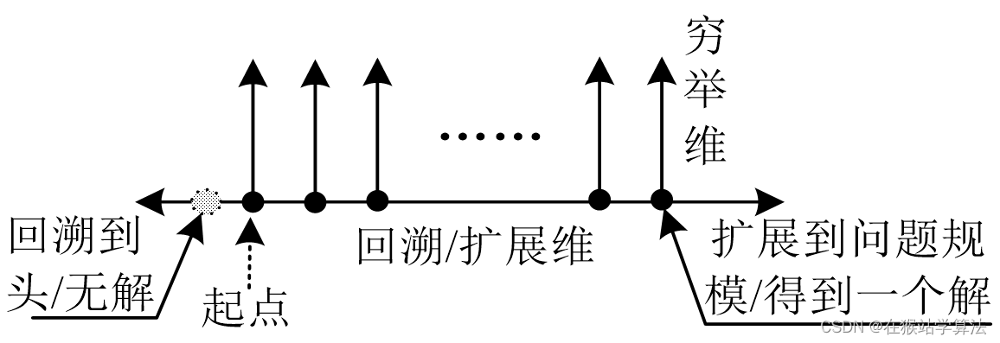 穷
举
维
回溯到
头/无解
起点
回溯/扩展维
扩展到问题规
模/得到一个解
CSDN @在猴站学算法